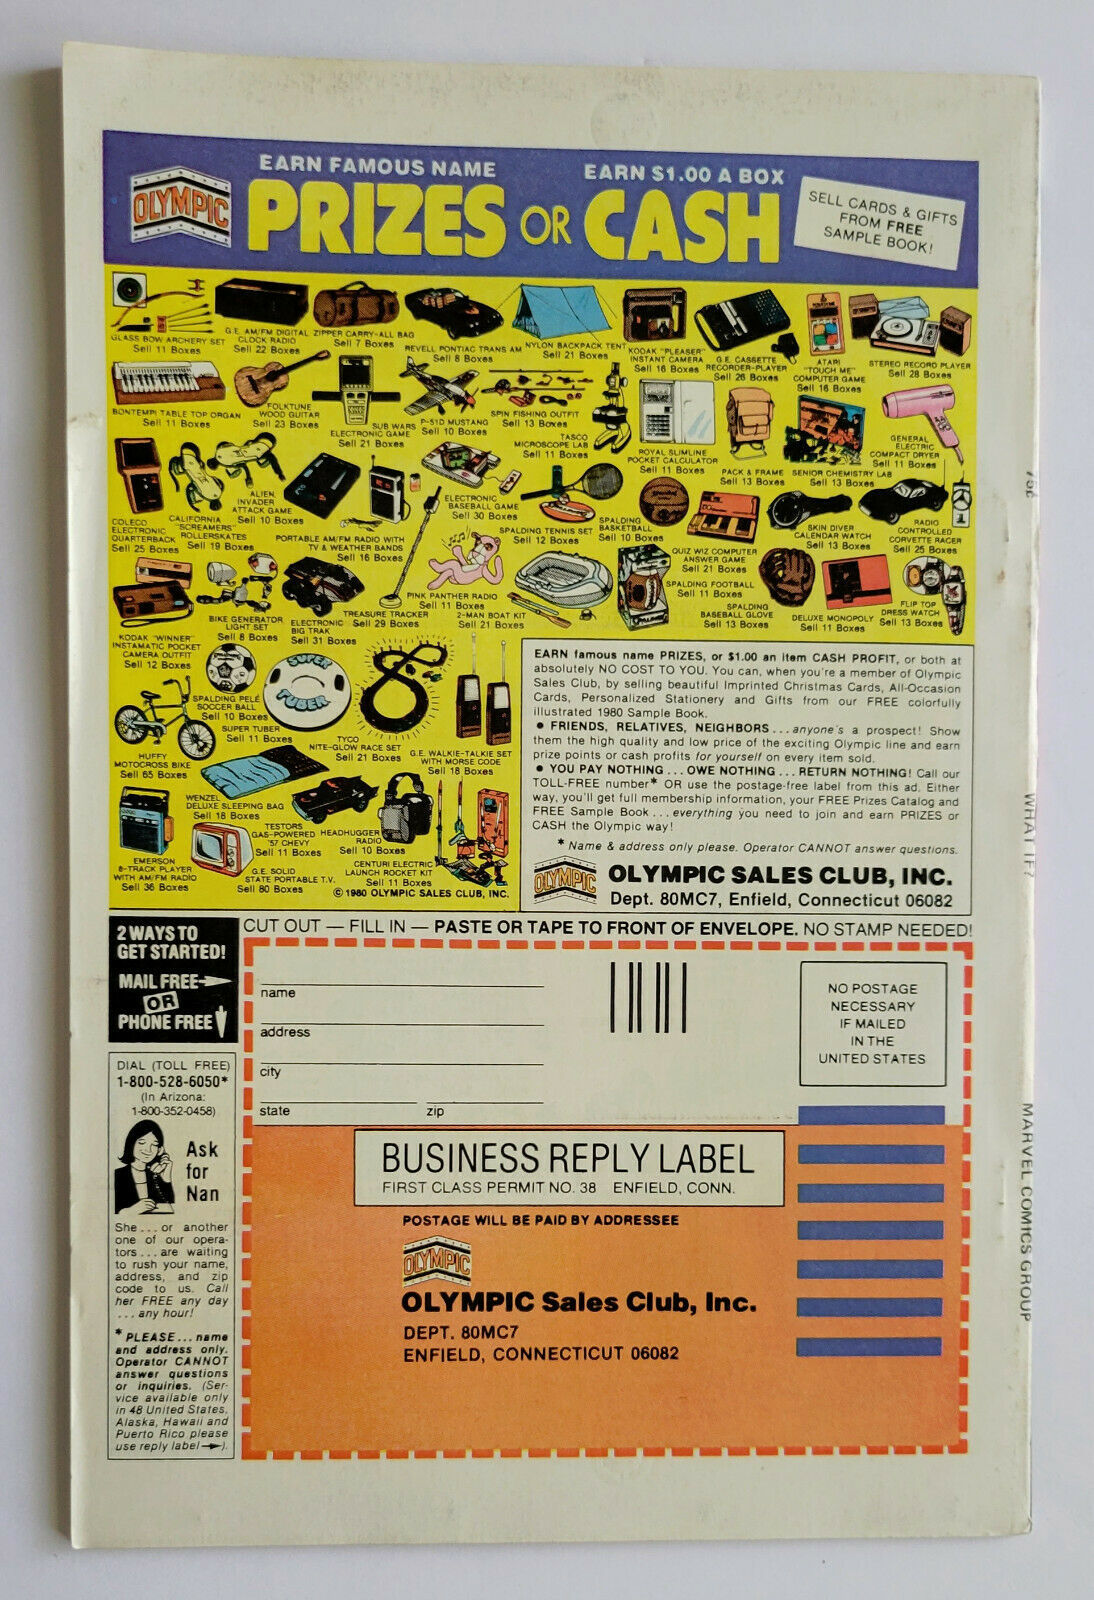 EARN FAMOUS NAME
PRIZES OR CASH
EARN $1.00 A BOX
OLYMPIC
SELL CARDS & GIFTS
FROM FREE
SAMPLE BOOK!
GLASS BOW ARCHERY SET
Sell 11 Boxes
G.E. AM/FM DIGITAL
CLOCK RADIO
Sell 22 Boxes
ZIPPER CARRY-ALL BAG
Sell 7 Boxes
REVELL PONTIAC TRANS AM
Sell 8 Boxes
NYLON BACKPACK TENT
Sell 21 Boxes
KODAK "PLEASER"
INSTANT CAMERA
Sell 16 Boxes
G.E. CASSETTE
RECORDER-PLAYER
Sell 26 Boxes
ATARI
"TOUCH ME"
COMPUTER GAME
Sell 16 Boxes
STEREO RECORD PLAYER
Sell 28 Boxes
BONTEMPI TABLE TOP ORGAN
Sell 11 Boxes
FOLKTUNE
WOOD GUITAR
Sell 23 Boxes
SUB WARS
ELECTRONIC GAME
Sell 21 Boxes
P-51D MUSTANG
Sell 10 Boxes
SPIN FISHING OUTFIT
Sell 13 Boxes
TASCO
MICROSCOPE LAB
Sell 11 Boxes
ROYAL SLIMLINE
POCKET CALCULATOR
Sell 11 Boxes
PACK & FRAME
Sell 13 Boxes
SENIOR CHEMISTRY LAB
Sell 13 Boxes
GENERAL
ELECTRIC
COMPACT DRYER
Sell 11 Boxes
COLECO
ELECTRONIC
QUARTERBACK
Sell 25 Boxes
CALIFORNIA
"SCREAMERS"
ROLLERSKATES
Sell 19 Boxes
ALIEN
INVADER
ATTACK GAME
Sell 10 Boxes
PORTABLE AM/FM RADIO WITH
TV & WEATHER BANDS
Sell 16 Boxes
ELECTRONIC
BASEBALL GAME
Sell 30 Boxes
SPALDING TENNIS SET
Sell 12 Boxes
SPALDING
BASKETBALL
Sell 10 Boxes
QUIZ WIZ COMPUTER
ANSWER GAME
Sell 21 Boxes
SKIN DIVER
CALENDAR WATCH
Sell 13 Boxes
RADIO
CONTROLLED
CORVETTE RACER
Sell 25 Boxes
KODAK "WINNER"
INSTAMATIC POCKET
CAMERA OUTFIT
Sell 12 Boxes
BIKE GENERATOR
LIGHT SET
Sell 8 Boxes
ELECTRONIC
BIG TRAK
Sell 31 Boxes
TREASURE TRACKER
Sell 29 Boxes
PINK PANTHER RADIO
Sell 11 Boxes
2-MAN BOAT KIT
Sell 21 Boxes
SPALDING FOOTBALL
Sell 11 Boxes
SPALDING
BASEBALL GLOVE
Sell 13 Boxes
DELUXE MONOPOLY
Sell 11 Boxes
FLIP TOP
DRESS WATCH
Sell 13 Boxes
HUFFY
MOTOCROSS BIKE
Sell 65 Boxes
SPALDING PELÉ
SOCCER BALL
Sell 10 Boxes
SUPER
TUBER
SUPER TUBER
Sell 11 Boxes
TYCO
NITE-GLOW RACE SET
Sell 21 Boxes
G.E. WALKIE-TALKIE SET
WITH MORSE CODE
Sell 18 Boxes
WENZEL
DELUXE SLEEPING BAG
Sell 18 Boxes
EMERSON
8-TRACK PLAYER
WITH AM/FM RADIO
Sell 36 Boxes
G.E. SOLID
STATE PORTABLE T.V.
Sell 80 Boxes
TESTORS
GAS-POWERED
'57 CHEVY
Sell 11 Boxes
HEADHUGGER
RADIO
Sell 10 Boxes
CENTURI ELECTRIC
LAUNCH ROCKET KIT
Sell 11 Boxes
© 1980 OLYMPIC SALES CLUB, INC.
EARN famous name PRIZES, or $1.00 an item CASH PROFIT, or both at
absolutely NO COST TO YOU. You can, when you're a member of Olympic
Sales Club, by selling beautiful Imprinted Christmas Cards, All-Occasion
Cards, Personalized Stationery and Gifts from our FREE colorfully
illustrated 1980 Sample Book.
• FRIENDS, RELATIVES, NEIGHBORS ... anyone's a prospect! Show
them the high quality and low price of the exciting Olympic line and earn
prize points or cash profits for yourself on every item sold.
• YOU PAY NOTHING ... OWE NOTHING ... RETURN NOTHING! Call our
TOLL-FREE number* OR use the postage-free label from this ad. Either
way, you'll get full membership information, your FREE Prizes Catalog and
FREE Sample Book ... everything you need to join and earn PRIZES or
CASH the Olympic way!
* Name & address only please. Operator CANNOT answer questions.
OLYMPIC
OLYMPIC SALES CLUB, INC.
Dept. 80MC7, Enfield, Connecticut 06082
2 WAYS TO
GET STARTED!
MAIL FREE
OR
PHONE FREE
CUT OUT — FILL IN — PASTE OR TAPE TO FRONT OF ENVELOPE. NO STAMP NEEDED!
name
address
city
state zip
NO POSTAGE
NECESSARY
IF MAILED
IN THE
UNITED STATES
DIAL (TOLL FREE)
1-800-528-6050*
(In Arizona:
1-800-352-0458)
Ask
for
Nan
She ... or another
one of our opera-
tors ... are waiting
to rush your name,
address, and zip
code to us. Call
her FREE any day
... any hour!
* PLEASE ... name
and address only.
Operator CANNOT
answer questions
or inquiries. (Ser-
vice available only
in 48 United States,
Alaska, Hawaii and
Puerto Rico please
use reply label →).
BUSINESS REPLY LABEL
FIRST CLASS PERMIT NO. 38 ENFIELD, CONN.
POSTAGE WILL BE PAID BY ADDRESSEE
OLYMPIC
OLYMPIC Sales Club, Inc.
DEPT. 80MC7
ENFIELD, CONNECTICUT 06082
75¢
WHAT IF?
MARVEL COMICS GROUP